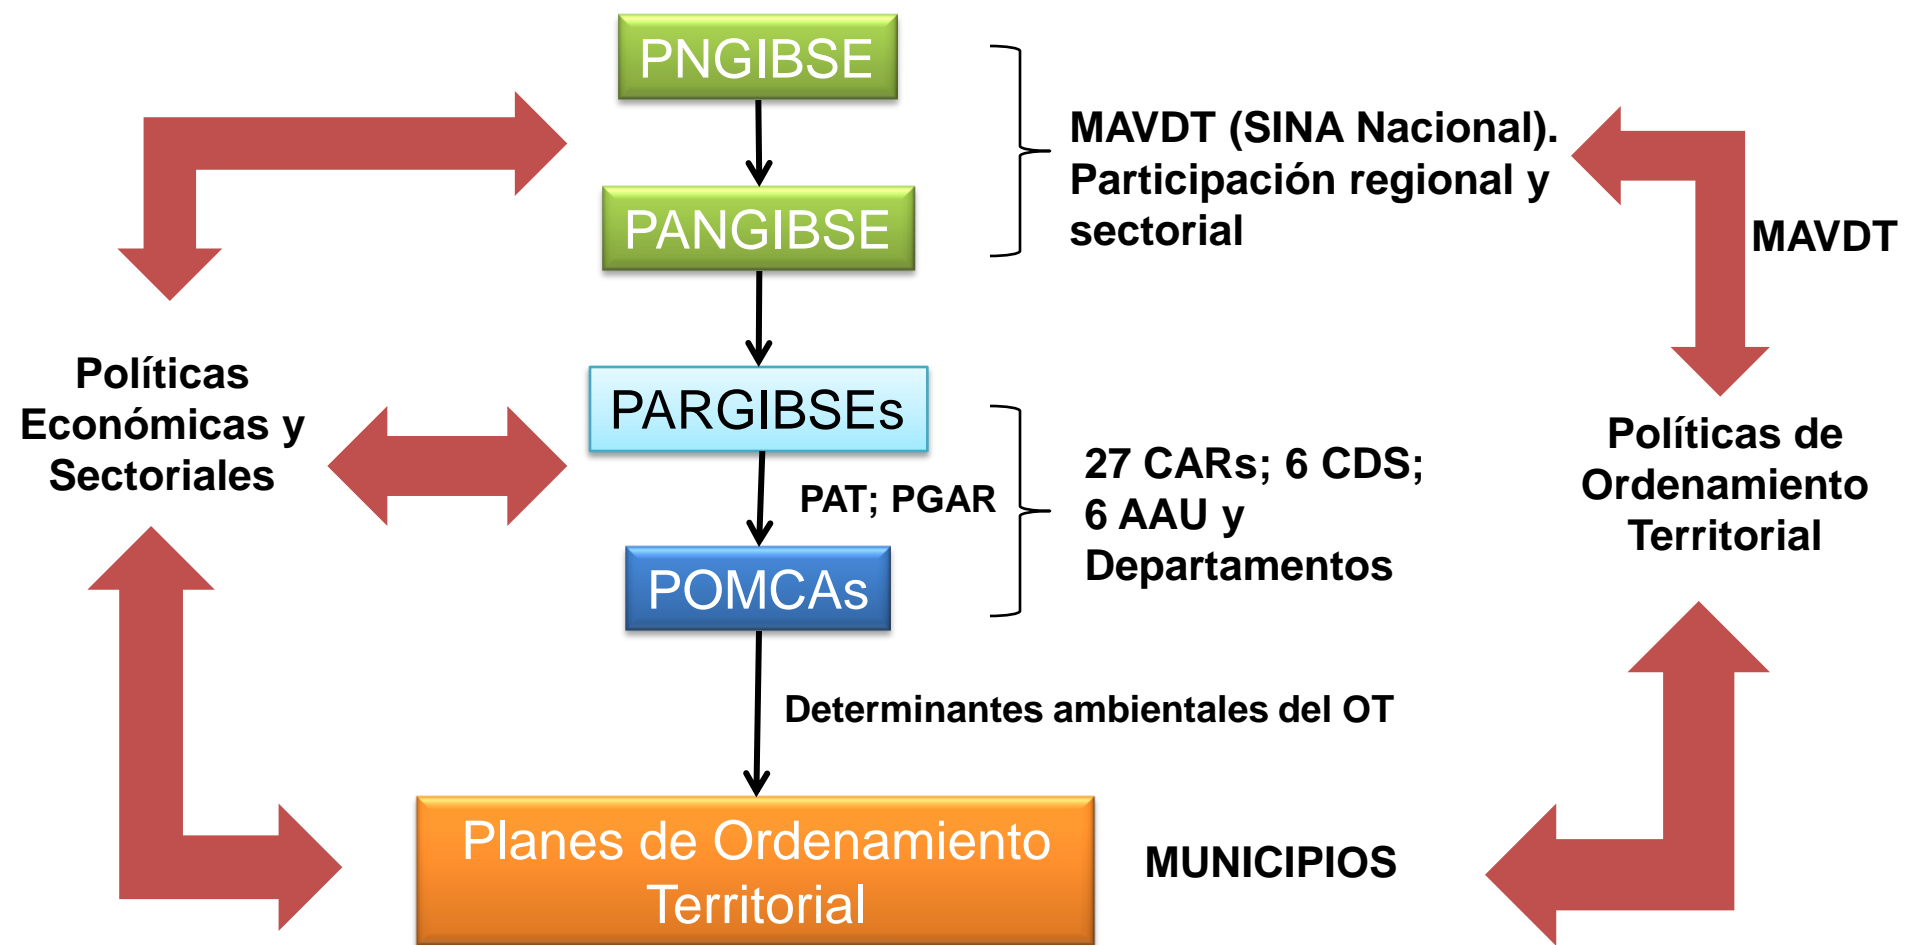 PNGIBSE
MAVDT (SINA Nacional).
Participación regional y
sectorial
PANGIBSE
MAVDT
Políticas
Económicas y
Sectoriales
PARGIBSEs
PAT; PGAR
27 CARs; 6 CDS;
6 AAU y
Departamentos
Políticas de
Ordenamiento
Territorial
POMCAs
Determinantes ambientales del OT
Planes de Ordenamiento
Territorial
MUNICIPIOS